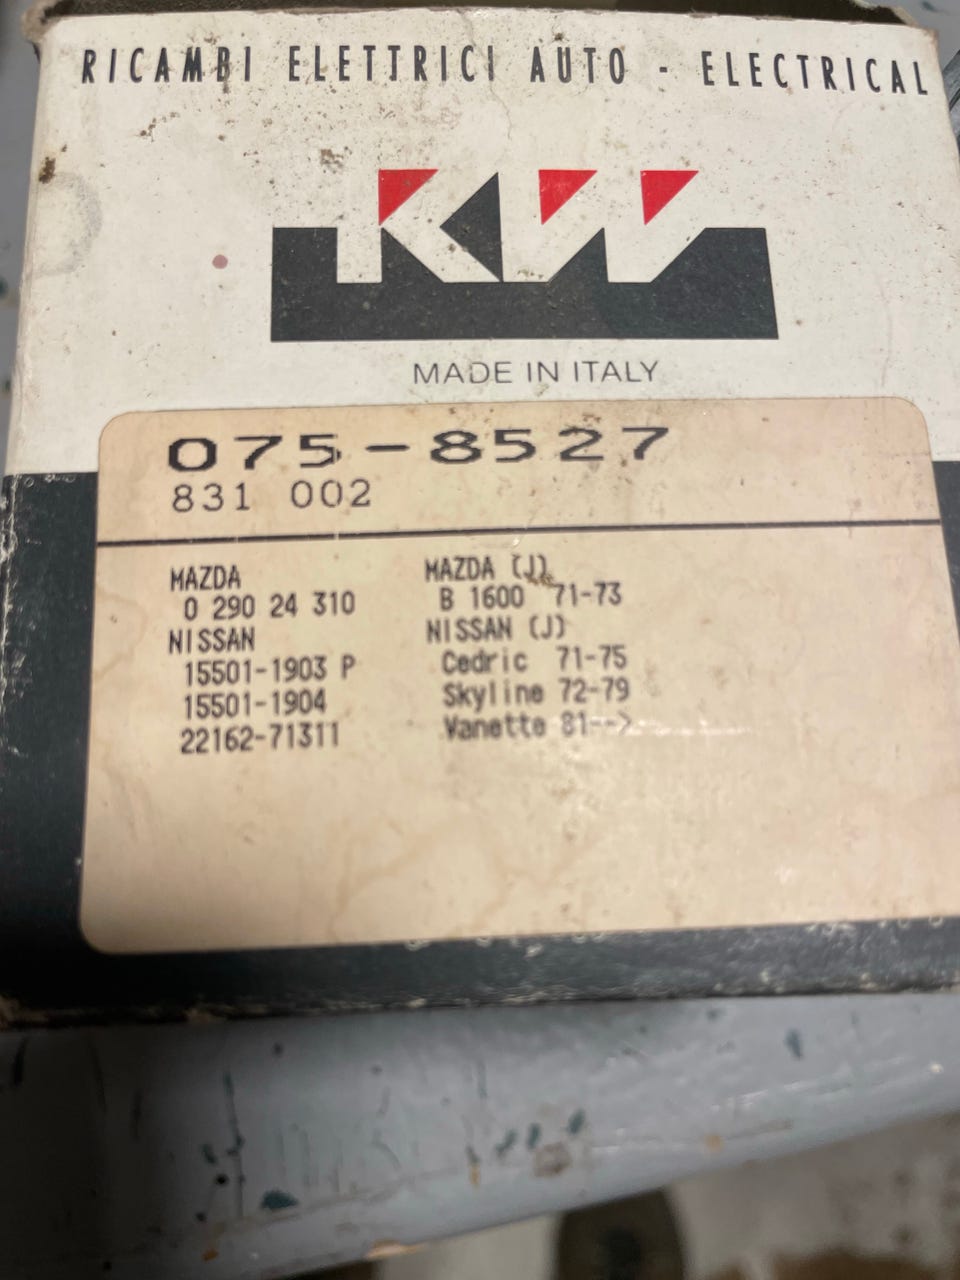 RICAMBI ELETTRICI AUTO - ELECTRICAL
KW
MADE IN ITALY
075-8527
831 002
MAZDA
0 290 24 310
NISSAN
15501-1903 P
15501-1904
22162-71311
MAZDA (J)
B 1600 71-73
NISSAN (J)
Cedric 71-75
Skyline 72-79
Vanette 81-->